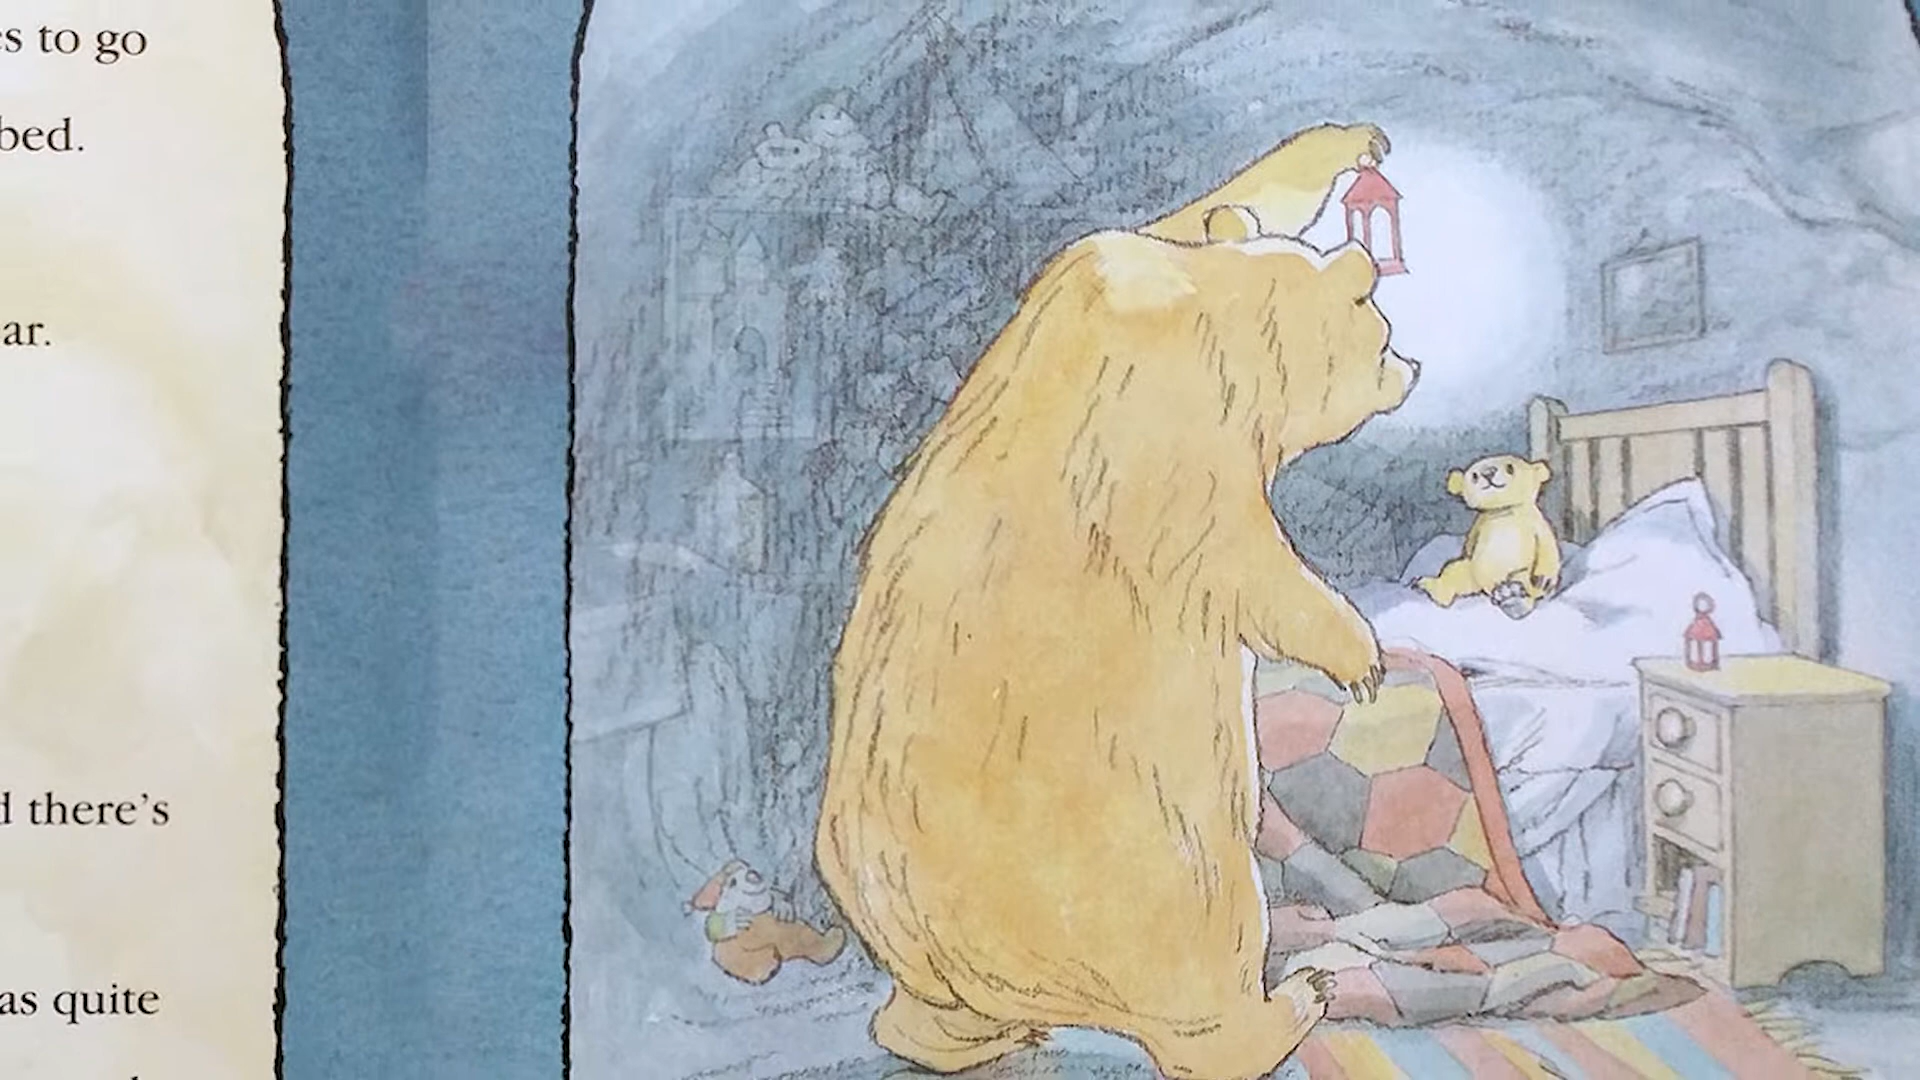 es to go
bed.
ar.
d there's
as quite